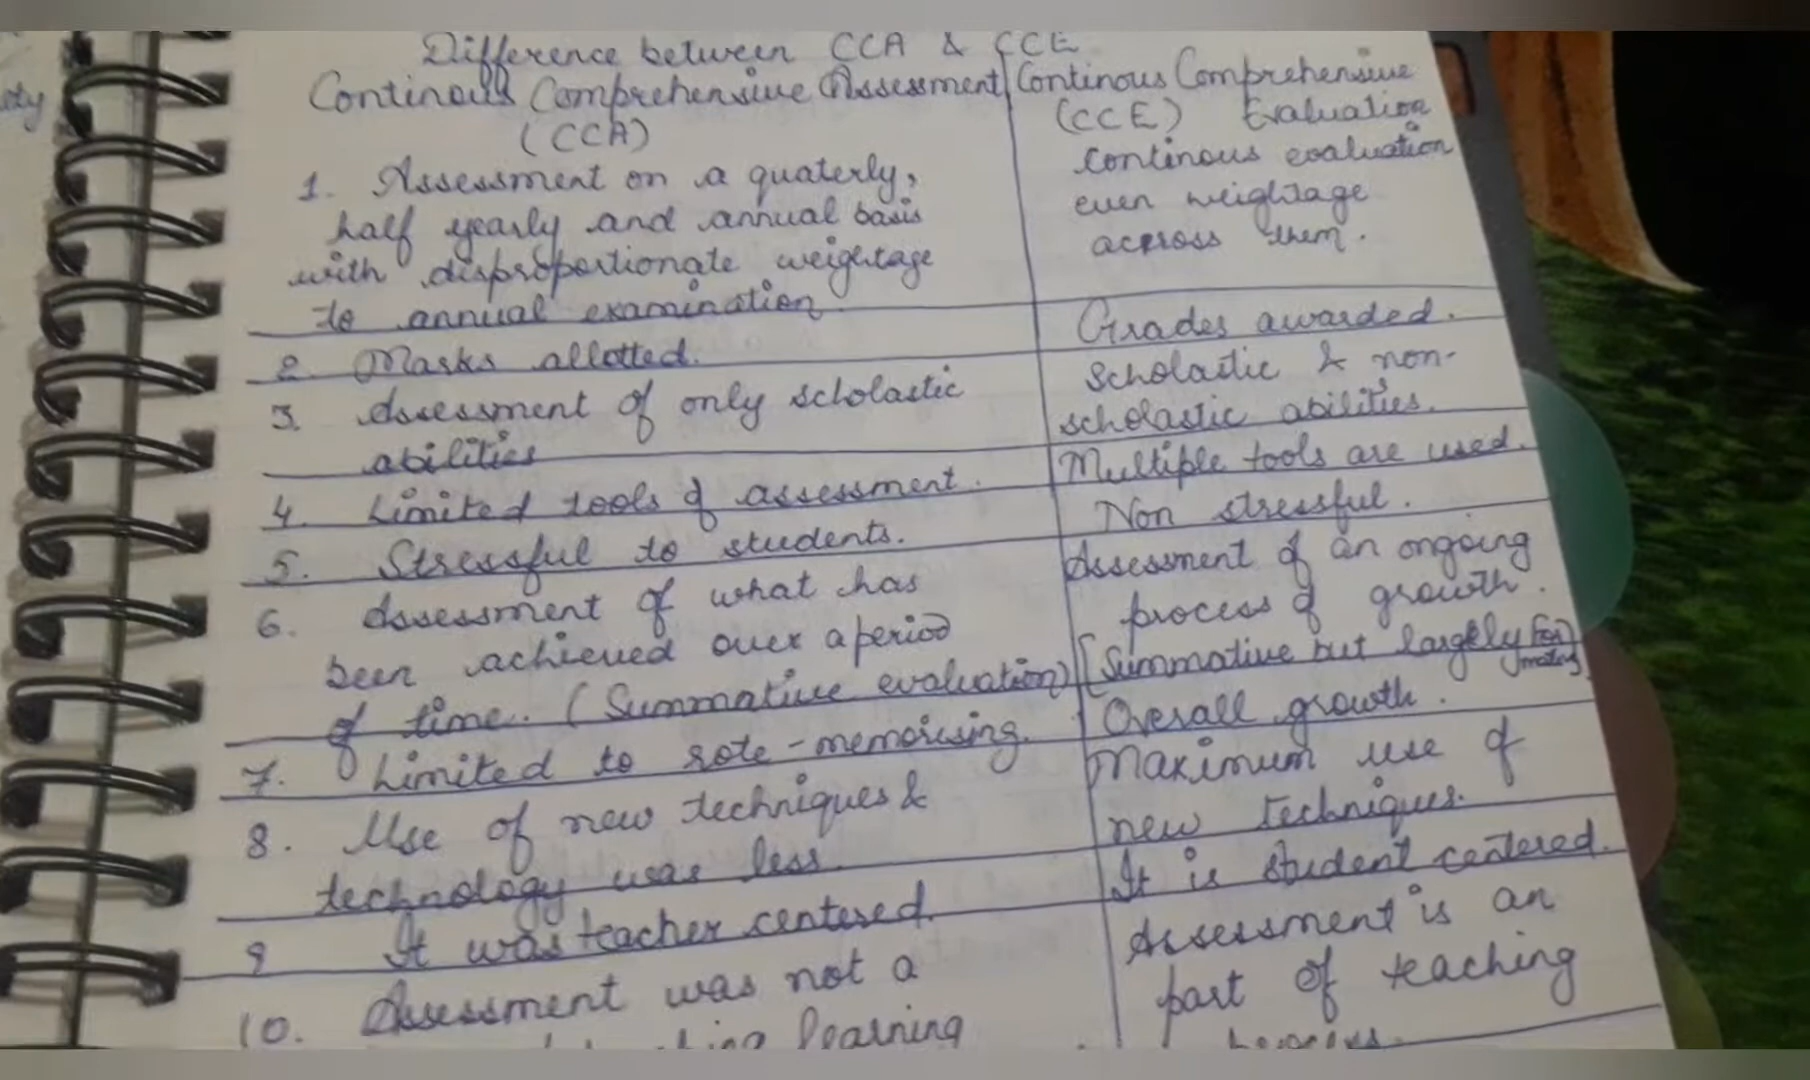 Difference between CCA & CCE
Continous Comprehensive Assessment
(CCA)
1. Assessment on a quaterly,
half yearly and annual basis
with disproportionate weightage
to annual examination
2. Marks allotted.
3. Assessment of only scholastic
abilities
4. Limited tools of assessment.
5. Stressful to students.
6. Assessment of what has
been achieved over a period
of time. (Summative evaluation)
7. Limited to rote-memorising.
8. Use of new techniques &
technology was less.
9 It was teacher centered.
10. Assessment was not a
learning
Continous Comprehensive
(CCE) Evaluation
Continous evaluation
even weightage
across them.
Grades awarded.
Scholastic & non-
scholastic abilities.
Multiple tools are used.
Non stressful.
Assessment of an ongoing
process of growth.
(Summative but largely
Overall growth.
Maximum use of
new techniques.
It is student centered.
Assessment is an
part of teaching